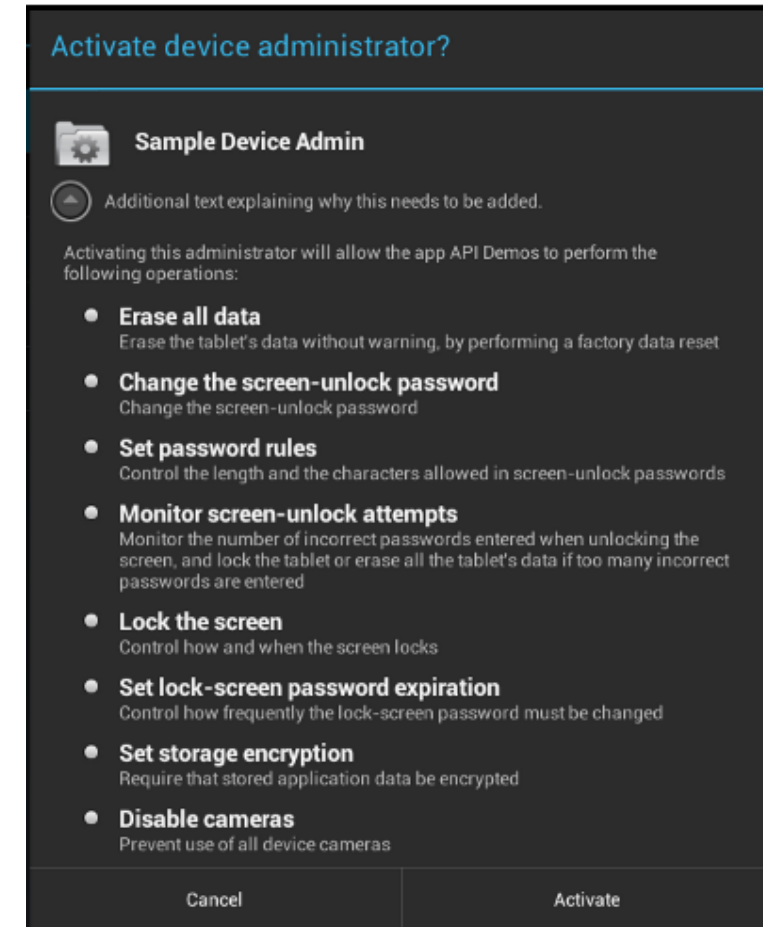 Activate device administrator?
Sample Device Admin
Additional text explaining why this needs to be added.
Activating this administrator will allow the app API Demos to perform the
following operations:
Erase all data
Erase the tablet's data without warning, by performing a factory data reset
Change the screen-unlock password
Change the screen-unlock password
Set password rules
Control the length and the characters allowed in screen-unlock passwords
Monitor screen-unlock attempts
Monitor the number of incorrect passwords entered when unlocking the
screen, and lock the tablet or erase all the tablet's data if too many incorrect
passwords are entered
Lock the screen
Control how and when the screen locks
Set lock-screen password expiration
Control how frequently the lock-screen password must be changed
Set storage encryption
Require that stored application data be encrypted
Disable cameras
Prevent use of all device cameras
Cancel
Activate